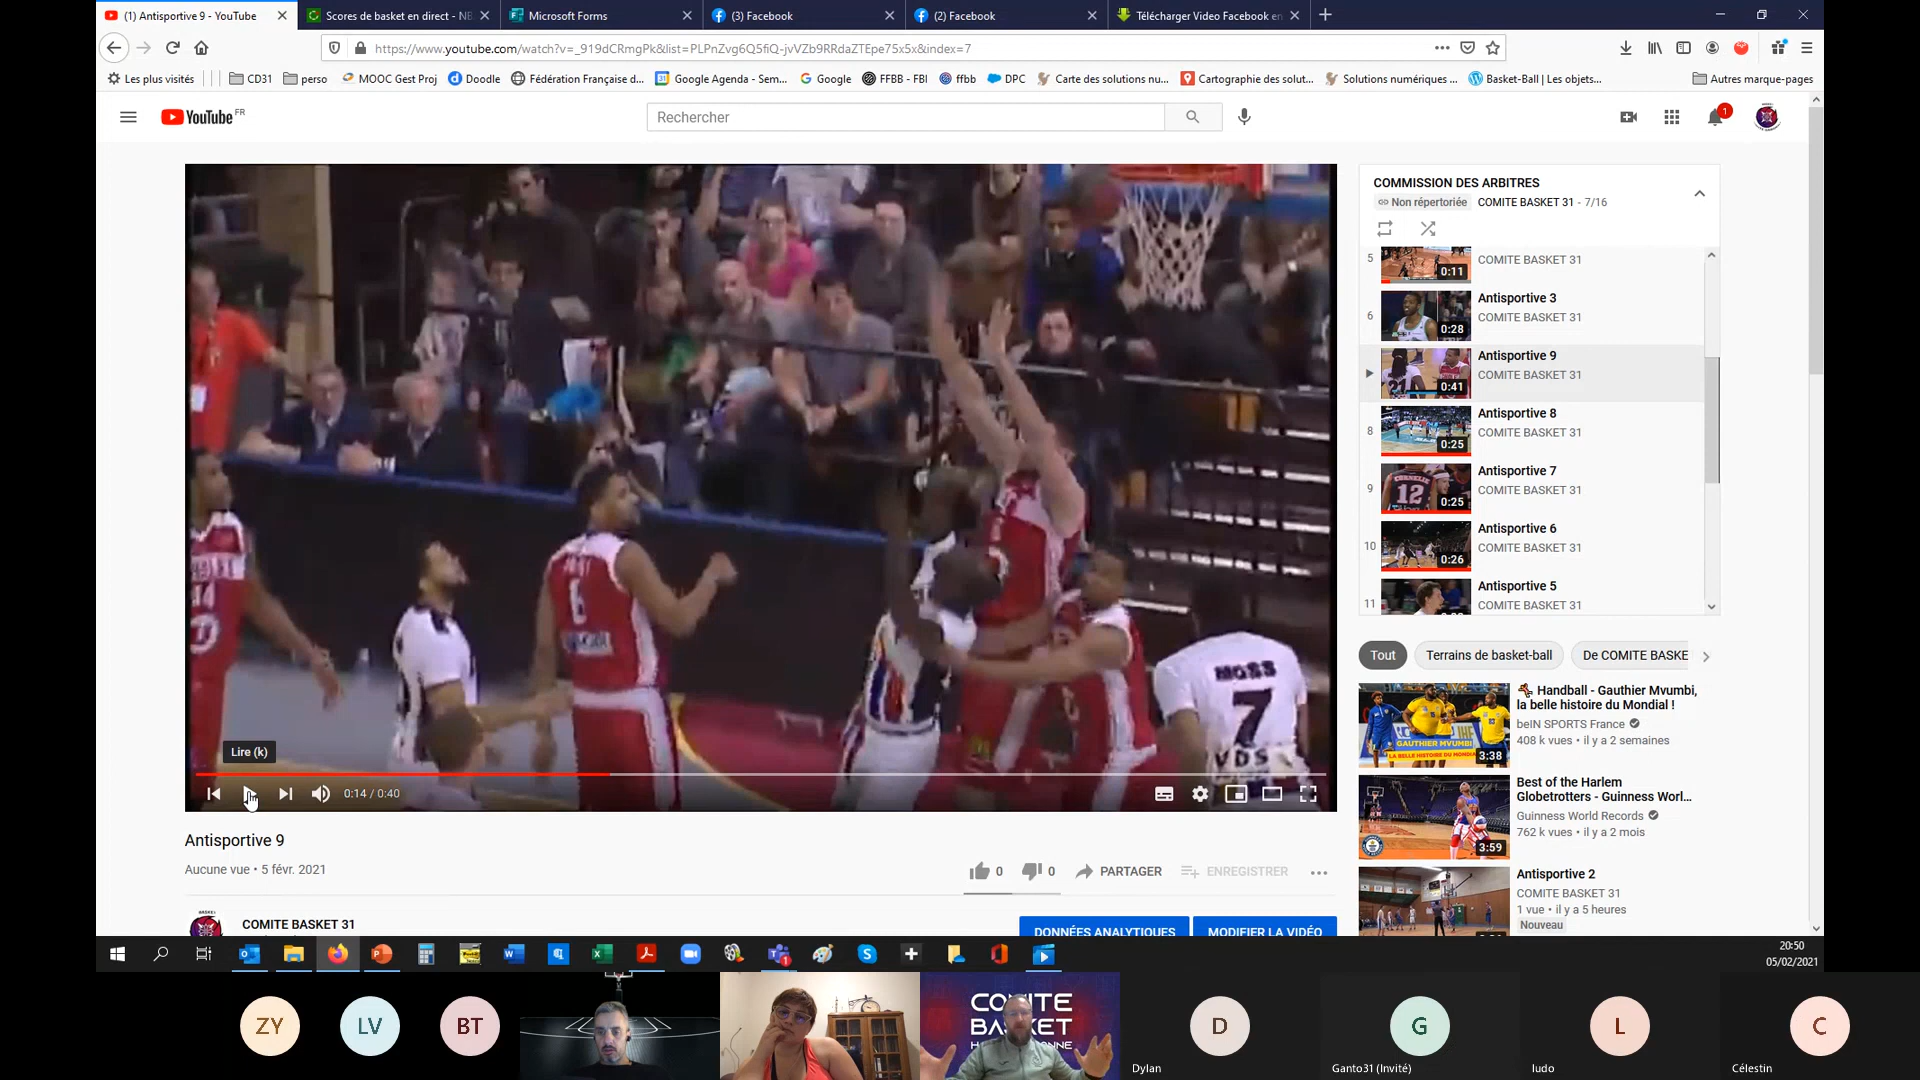 (1) Antisportive 9 - YouTube
Scores de basket en direct - NB
Microsoft Forms
(3) Facebook
(2) Facebook
Télécharger Video Facebook en
https://www.youtube.com/watch?v=_919dCRmgPk&list=PLPnZvg6Q5fiQ-jvVZb9RRdaZTEpe75x5x&index=7
Les plus visités
CD31
perso
MOOC Gest Proj
Doodle
Fédération Française d...
Google Agenda - Sem...
Google
FFBB - FBI
ffbb
DPC
Carte des solutions nu...
Cartographie des solut...
Solutions numériques ...
Basket-Ball | Les objets...
Autres marque-pages
YouTube FR
Rechercher
1
6
MOSS
7
VDS
Lire (k)
0:14 / 0:40
COMMISSION DES ARBITRES
Non répertoriée COMITE BASKET 31 - 7/16
5
0:11
COMITE BASKET 31
6
0:28
Antisportive 3
COMITE BASKET 31
0:41
Antisportive 9
COMITE BASKET 31
8
0:25
Antisportive 8
COMITE BASKET 31
9
12
0:25
Antisportive 7
COMITE BASKET 31
10
0:26
Antisportive 6
COMITE BASKET 31
11
Antisportive 5
COMITE BASKET 31
Tout
Terrains de basket-ball
De COMITE BASKE
GAUTHIER MVUMBI
3:38
Handball - Gauthier Mvumbi,
la belle histoire du Mondial !
beIN SPORTS France
408 k vues • il y a 2 semaines
3:59
Best of the Harlem
Globetrotters - Guinness Worl...
Guinness World Records
762 k vues • il y a 2 mois
Antisportive 2
COMITE BASKET 31
1 vue • il y a 5 heures
Nouveau
Antisportive 9
Aucune vue • 5 févr. 2021
0
0
PARTAGER
ENREGISTRER
COMITE BASKET 31
DONNÉES ANALYTIQUES
MODIFIER LA VIDÉO
20:50
05/02/2021
ZY
LV
BT
COMITE
BASKET
D
Dylan
G
Ganto31 (Invité)
L
ludo
C
Célestin